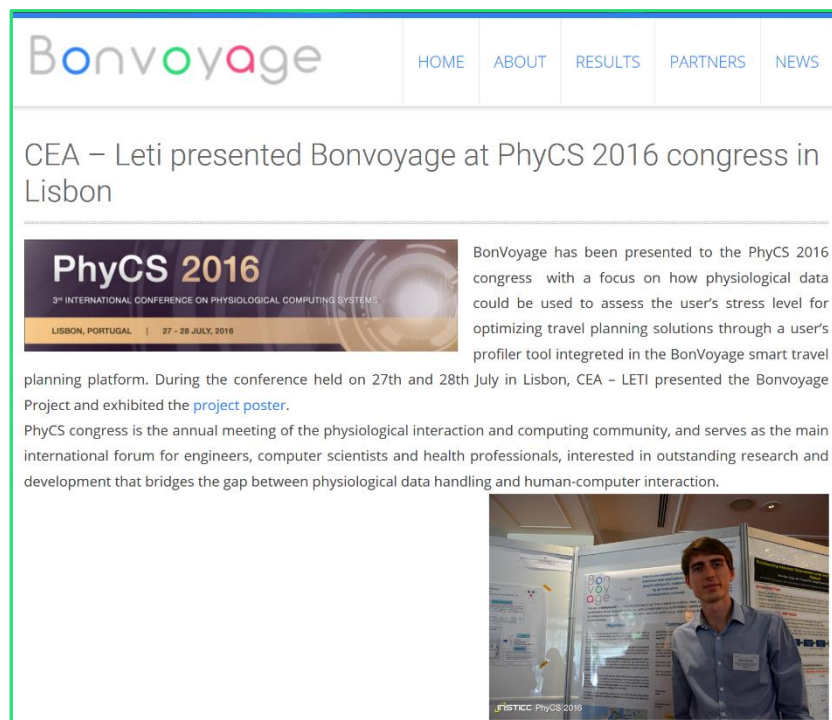 Bonvoyage
HOME ABOUT RESULTS PARTNERS NEWS
CEA – Leti presented Bonvoyage at PhyCS 2016 congress in
Lisbon
PhyCS 2016
3rd INTERNATIONAL CONFERENCE ON PHYSIOLOGICAL COMPUTING SYSTEMS
LISBON, PORTUGAL | 27 - 28 JULY, 2016
BonVoyage has been presented to the PhyCS 2016
congress with a focus on how physiological data
could be used to assess the user's stress level for
optimizing travel planning solutions through a user's
profiler tool integreted in the BonVoyage smart travel
planning platform. During the conference held on 27th and 28th July in Lisbon, CEA – LETI presented the Bonvoyage
Project and exhibited the project poster.
PhyCS congress is the annual meeting of the physiological interaction and computing community, and serves as the main
international forum for engineers, computer scientists and health professionals, interested in outstanding research and
development that bridges the gap between physiological data handling and human-computer interaction.
Bon
voy
age
Objectives
INSTICC PhyCS 2016